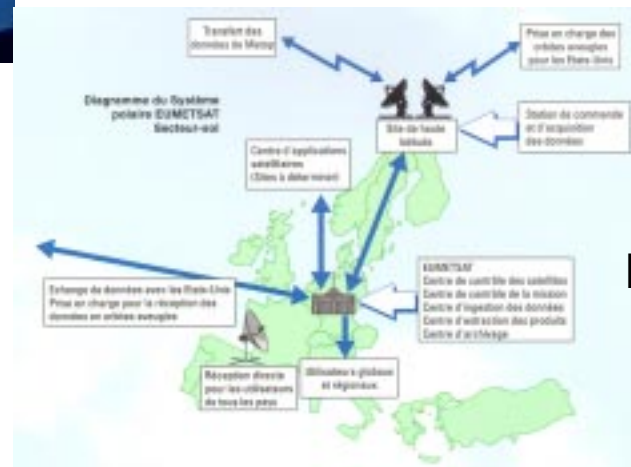 Transfert des
données de Metop
Prise en charge des
orbites aveugles
pour les Etats-Unis
Diagramme du Système
polaire EUMETSAT
Secteur-sol
Site de haute
latitude
Station de commande
et d'acquisition
des données
Centre d'applications
satellitaires
(Sites à déterminer)
Echange de données avec les Etats-Unis
Prise en charge pour la réception des
données en orbites aveugles
EUMETSAT
Centre de contrôle des satellites
Centre de contrôle de la mission
Centre d'ingestion des données
Centre d'extraction des produits
Centre d'archivage
Réception directe
pour les utilisateurs
de tous les pays
Utilisateurs globaux
et régionaux